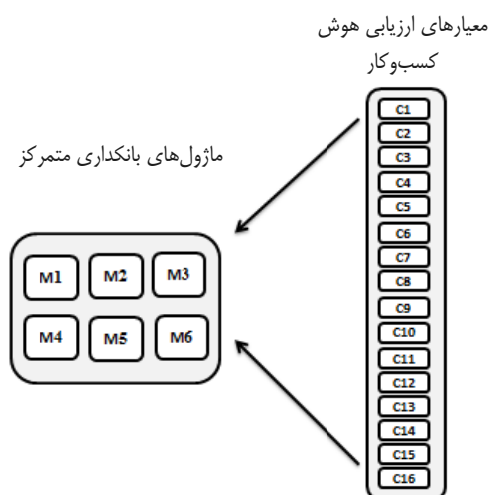 معیارهای ارزیابی هوش
کسب‌وکار
C1
C2
C3
C4
C5
C6
C7
C8
C9
C10
C11
C12
C13
C14
C15
C16
ماژول‌های بانکداری متمرکز
M1 M2 M3
M4 M5 M6